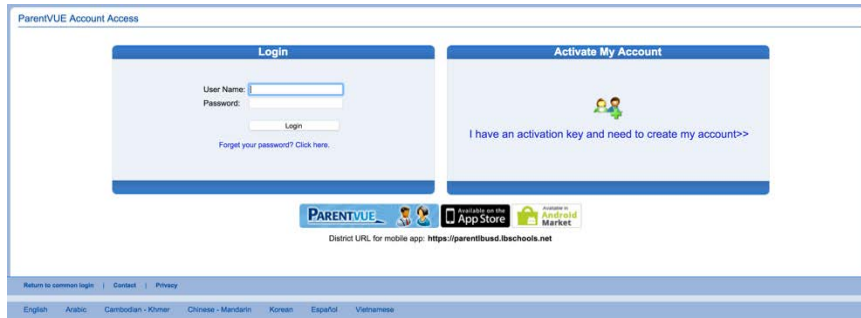 ParentVUE Account Access
Login
User Name:
Password:
Login
Forget your password? Click here.
Activate My Account
I have an activation key and need to create my account>>
PARENTVUE
Available on the
App Store
Available in
Android
Market
District URL for mobile app: https://parentlbusd.lbschools.net
Return to common login | Contact | Privacy
English Arabic Cambodian - Khmer Chinese - Mandarin Korean Español Vietnamese